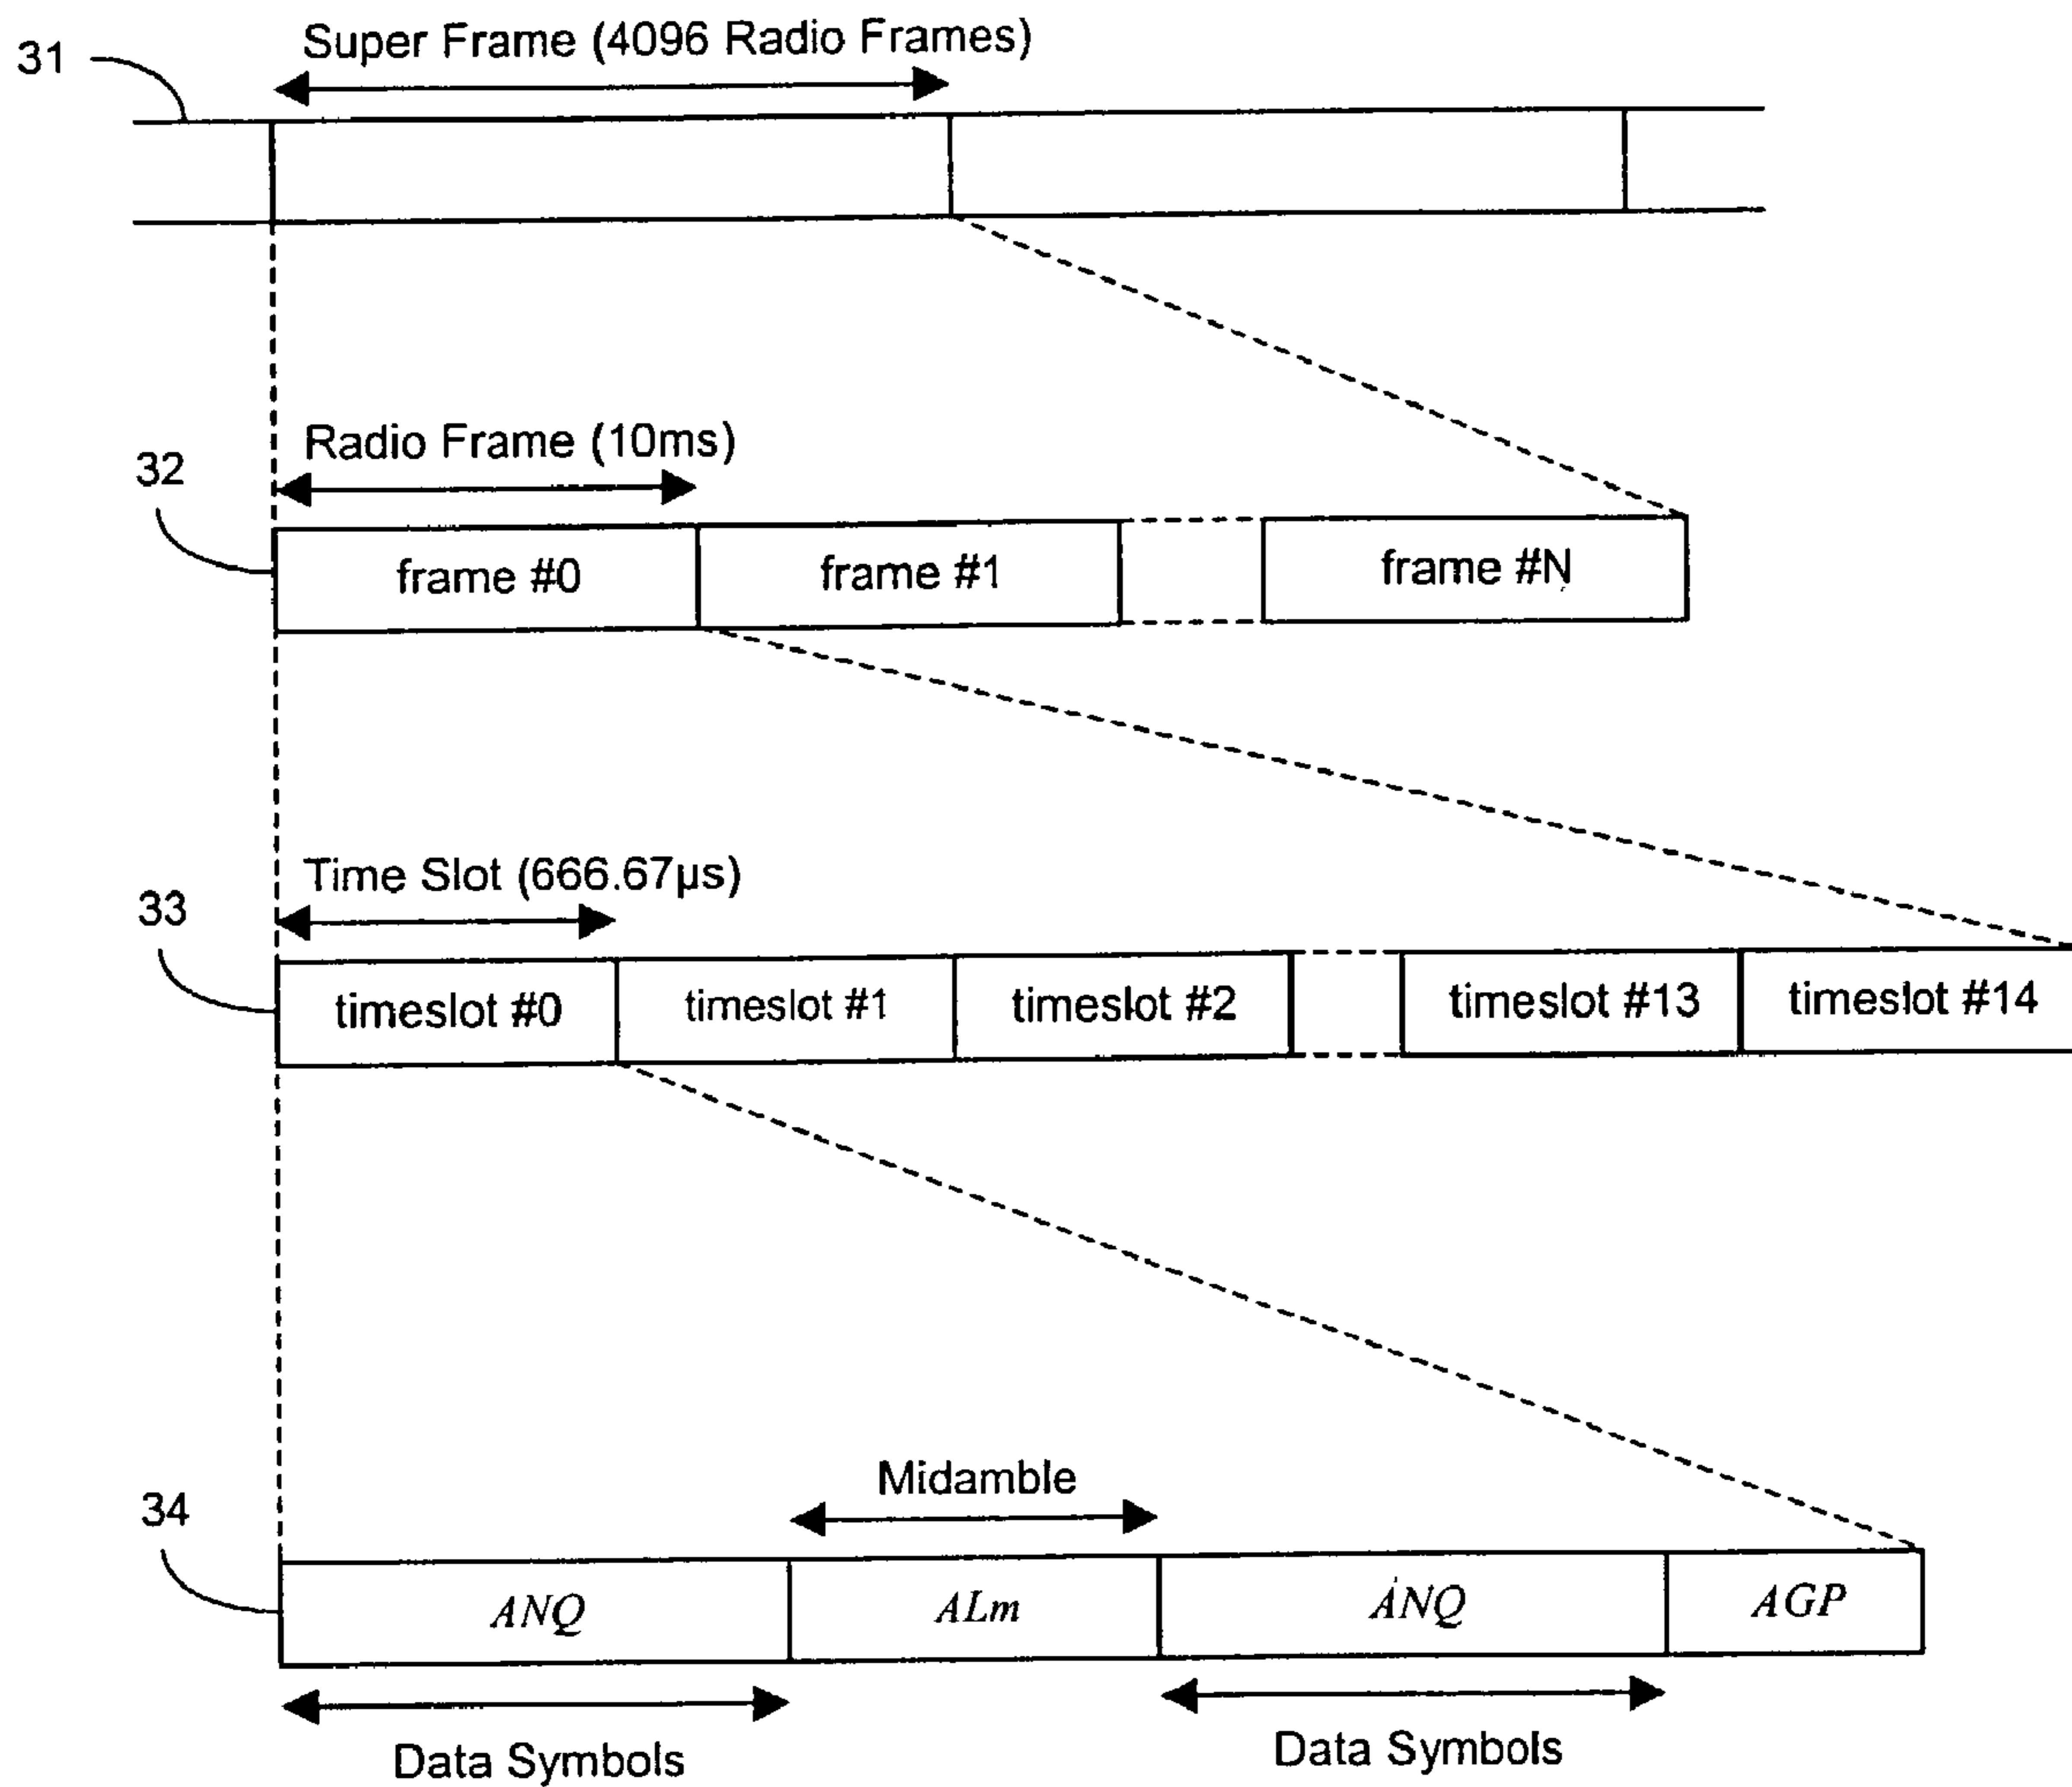 Super Frame (4096 Radio Frames)
31
Radio Frame (10ms)
32
frame #0 frame #1 frame #N
Time Slot (666.67µs)
33
timeslot #0 timeslot #1 timeslot #2 timeslot #13 timeslot #14
Midamble
34
ANQ ALm ANQ AGP
Data Symbols Data Symbols